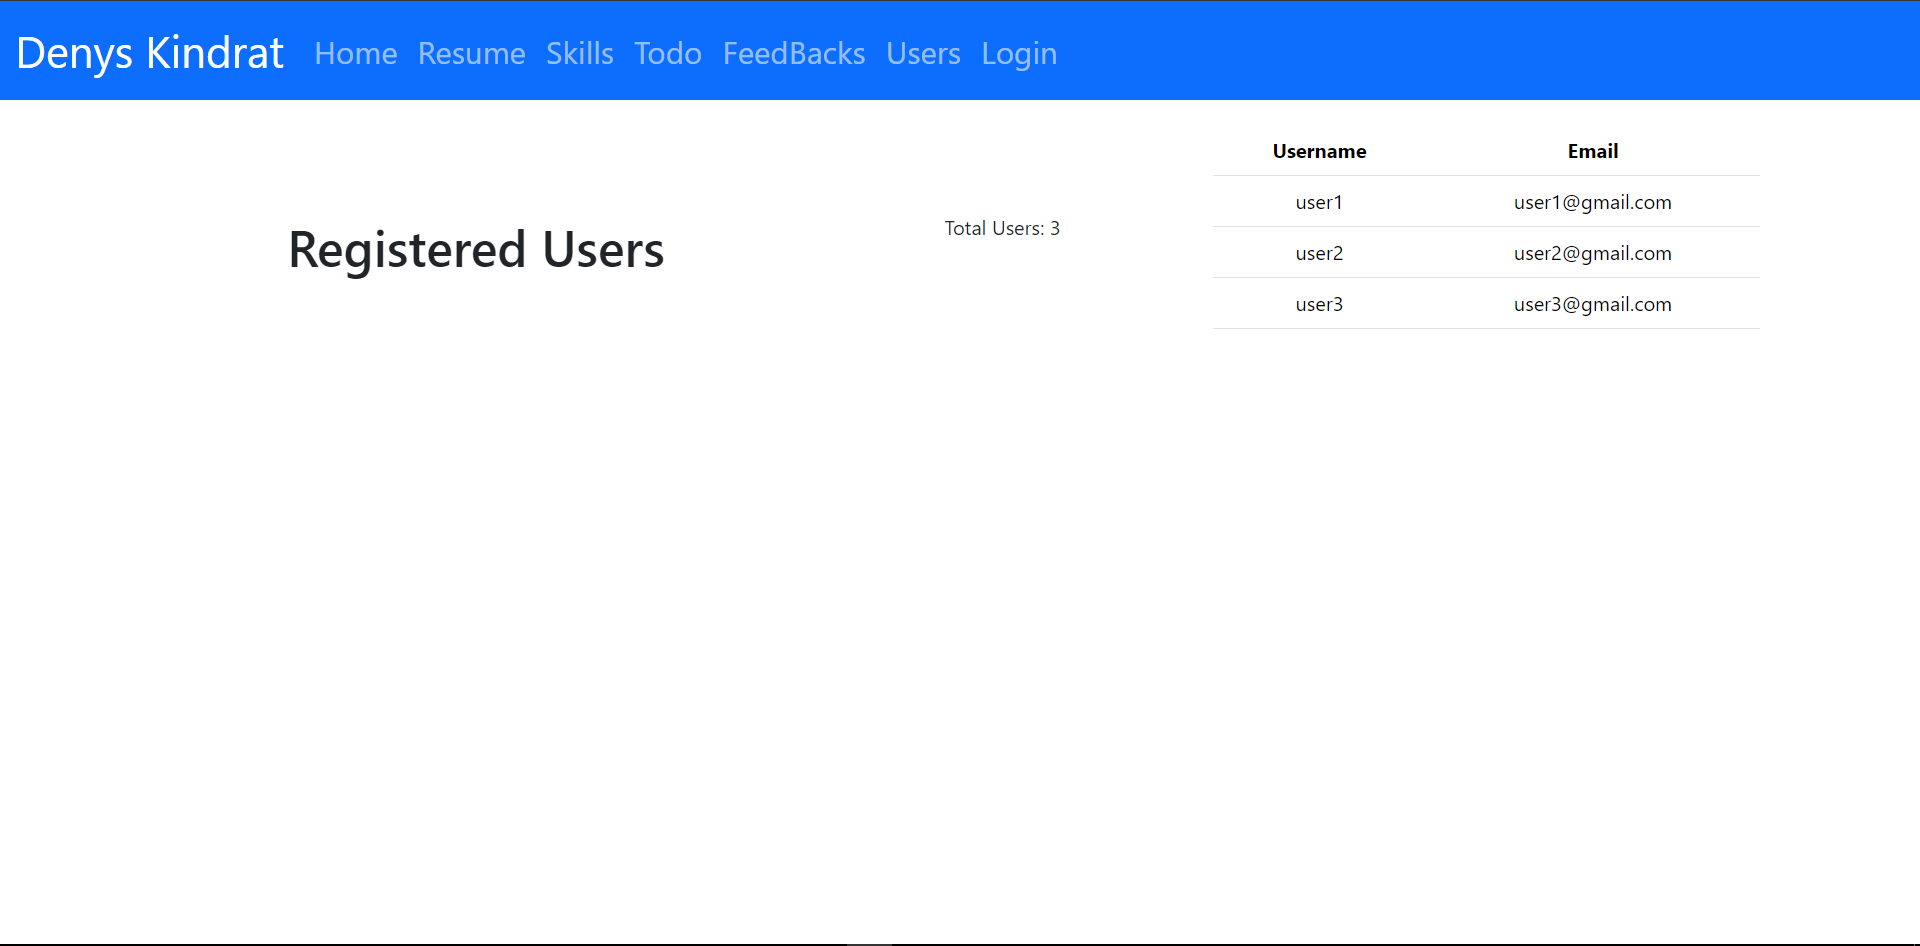 Denys Kindrat Home Resume Skills Todo FeedBacks Users Login
Registered Users
Total Users: 3
Username Email
user1 user1@gmail.com
user2 user2@gmail.com
user3 user3@gmail.com